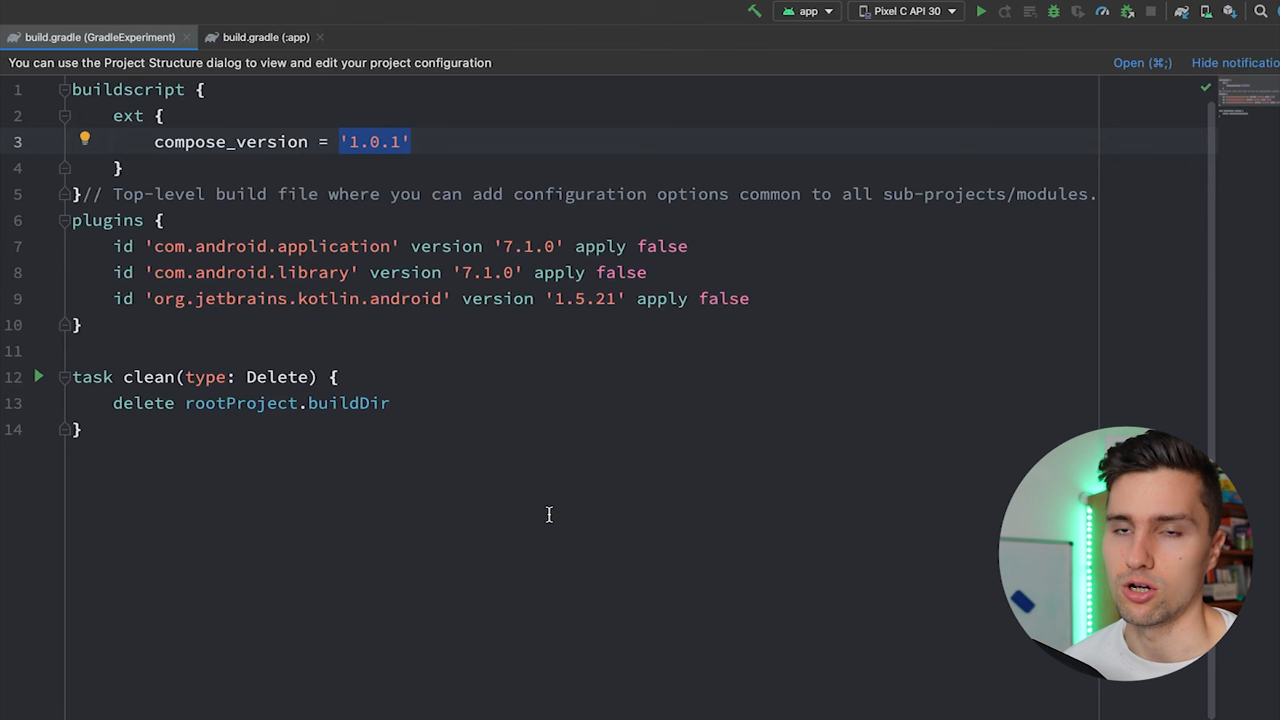 app
Pixel C API 30
build.gradle (GradleExperiment)
build.gradle (:app)
You can use the Project Structure dialog to view and edit your project configuration
Open (⌘;)
Hide notificatio
1 buildscript {
2 ext {
3 compose_version = '1.0.1'
4 }
5 }// Top-level build file where you can add configuration options common to all sub-projects/modules.
6 plugins {
7 id 'com.android.application' version '7.1.0' apply false
8 id 'com.android.library' version '7.1.0' apply false
9 id 'org.jetbrains.kotlin.android' version '1.5.21' apply false
10 }
11
12 task clean(type: Delete) {
13 delete rootProject.buildDir
14 }